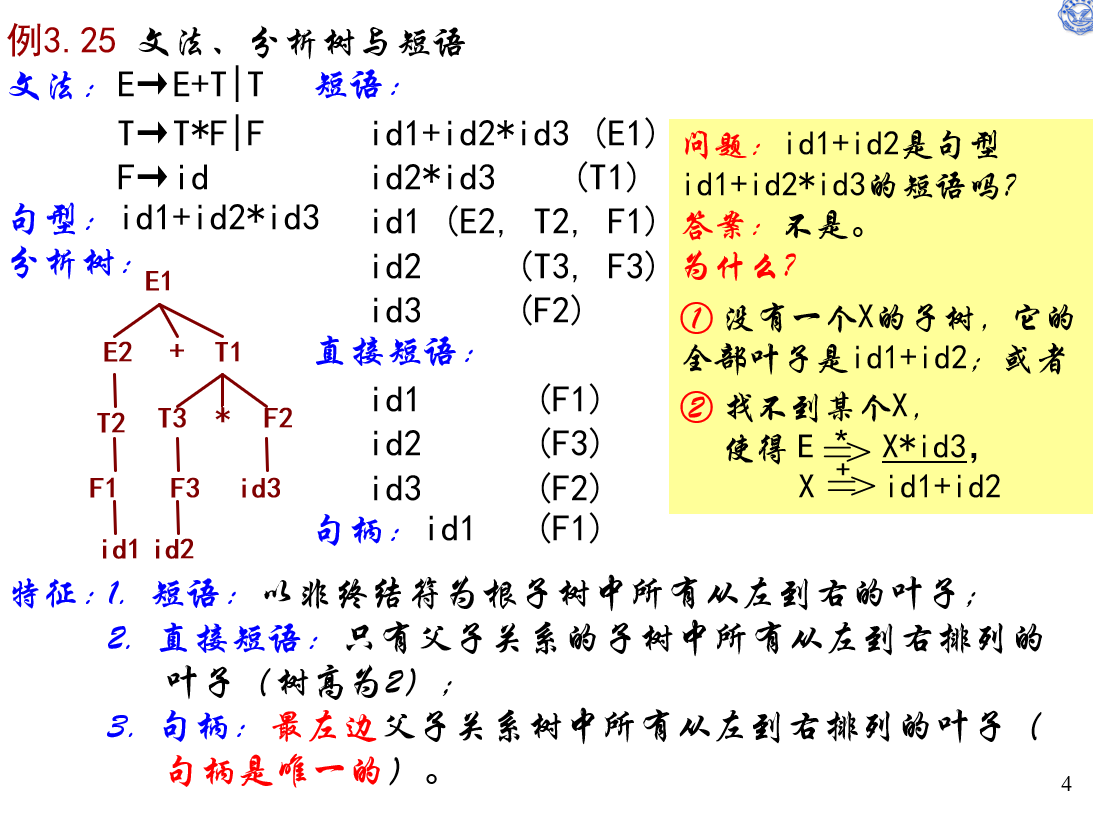 例3.25 文法、分析树与短语
文法：E→E+T|T
T→T*F|F
F→id
句型：id1+id2*id3
分析树：
E1
E2 + T1
T2 T3 * F2
F1 F3 id3
id1 id2
短语：
id1+id2*id3 (E1)
id2*id3 (T1)
id1 (E2, T2, F1)
id2 (T3, F3)
id3 (F2)
直接短语：
id1 (F1)
id2 (F3)
id3 (F2)
句柄：id1 (F1)
问题：id1+id2是句型
id1+id2*id3的短语吗?
答案：不是。
为什么?
① 没有一个X的子树，它的
全部叶子是id1+id2；或者
② 找不到某个X，
使得 E *⇒ X*id3，
X +⇒ id1+id2
特征：1. 短语：以非终结符为根子树中所有从左到右的叶子；
2. 直接短语：只有父子关系的子树中所有从左到右排列的
叶子（树高为2）；
3. 句柄：最左边父子关系树中所有从左到右排列的叶子（
句柄是唯一的）。
4